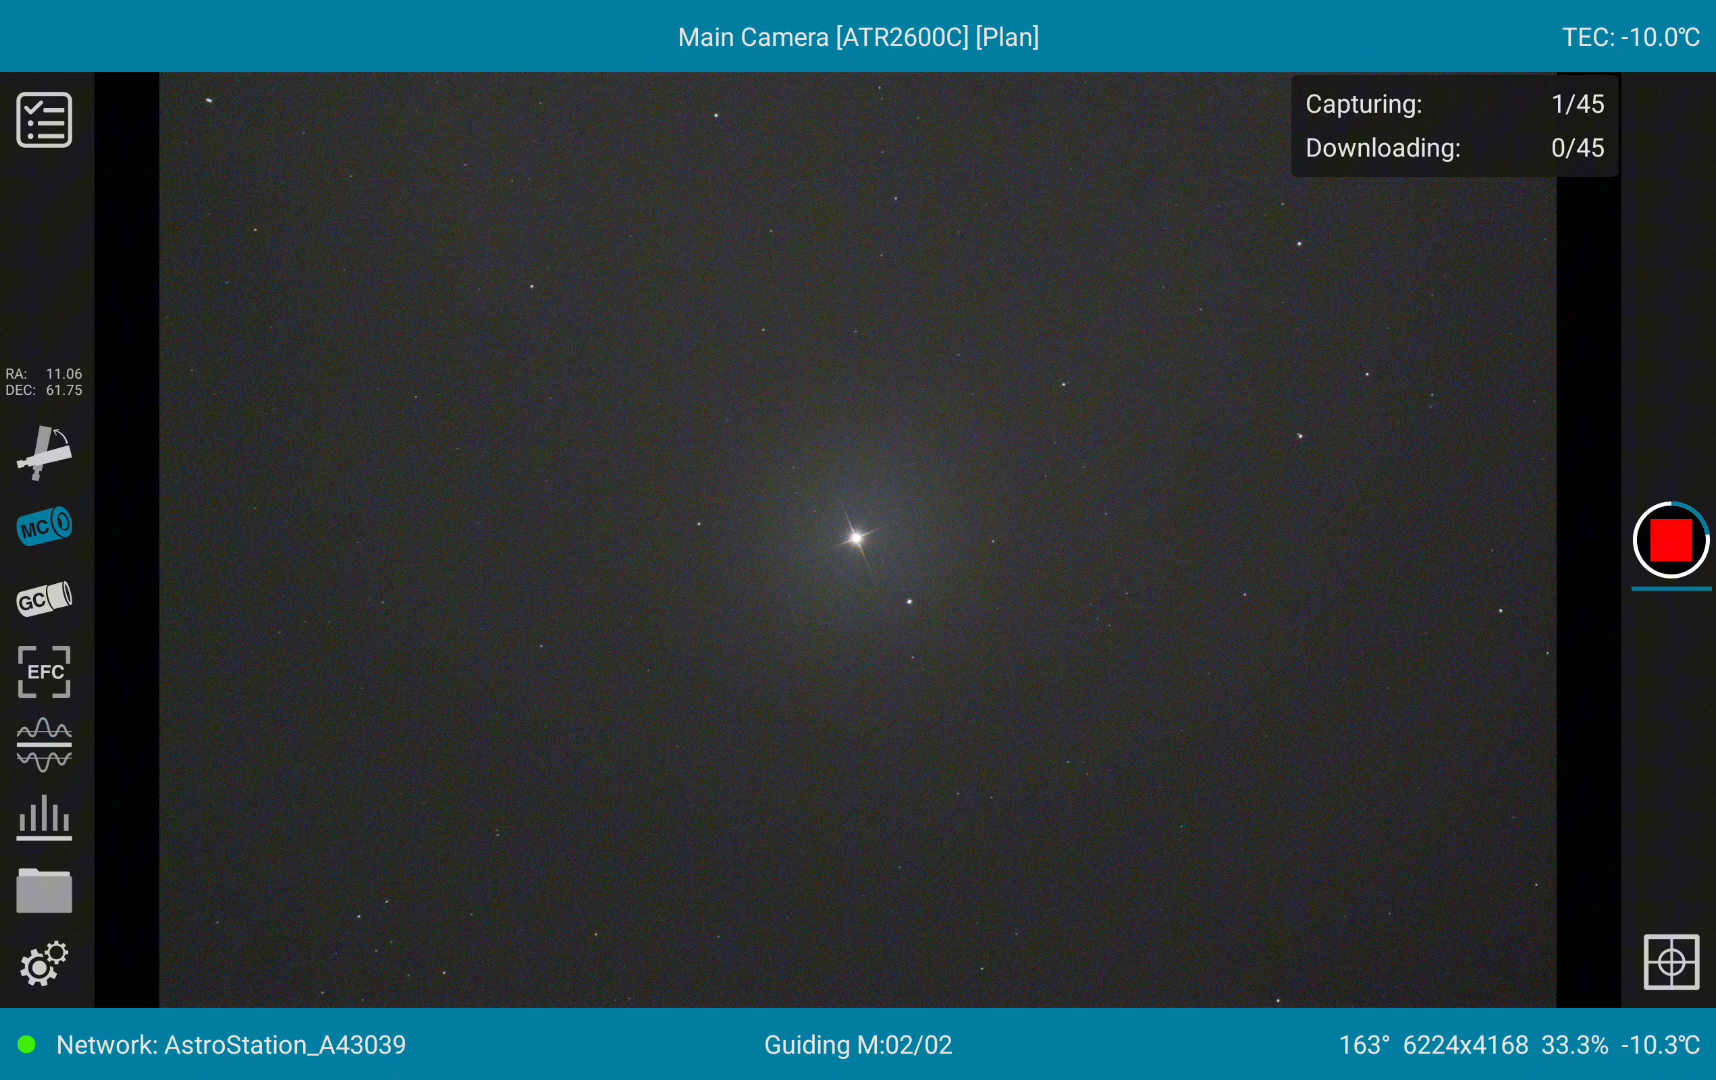 Main Camera [ATR2600C] [Plan]
TEC: -10.0℃
Capturing: 1/45
Downloading: 0/45
RA: 11.06
DEC: 61.75
MC
GC
EFC
Network: AstroStation_A43039
Guiding M:02/02
163° 6224x4168 33.3% -10.3℃